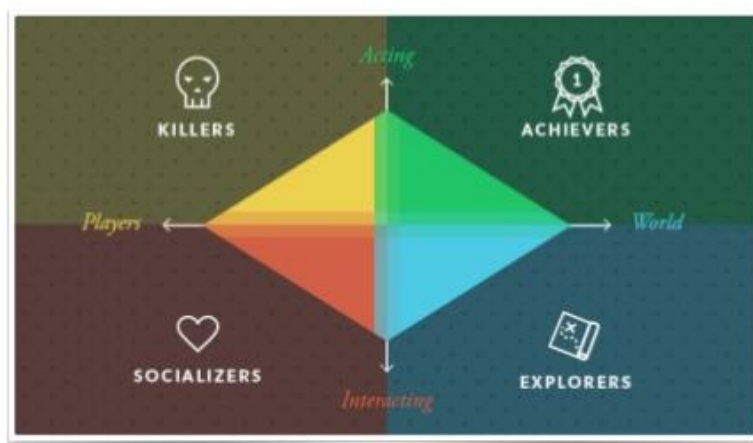 Acting
1
KILLERS
ACHIEVERS
Players
World
SOCIALIZERS
EXPLORERS
Interacting